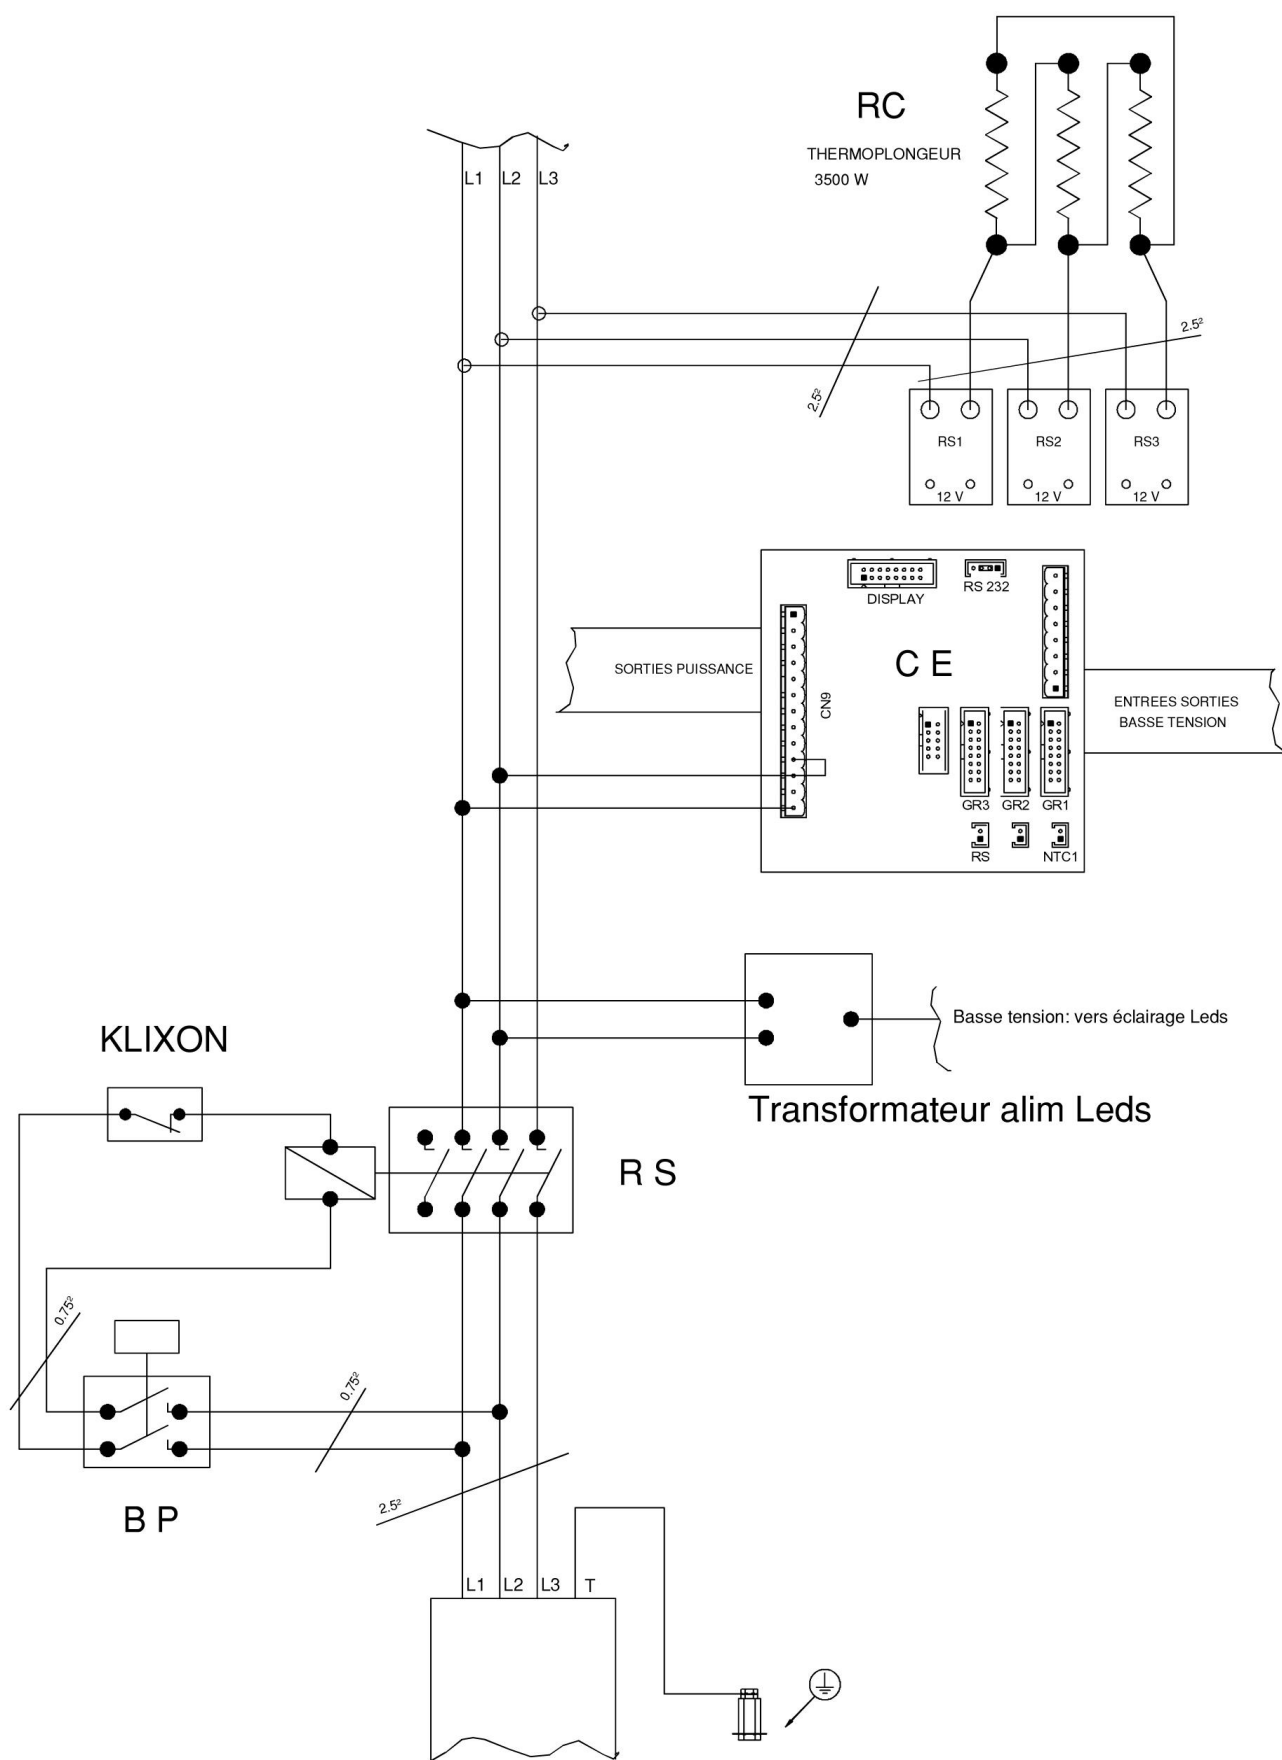 RC
THERMOPLONGEUR
3500 W
L1
L2
L3
2.5²
2.5²
RS1
RS2
RS3
12 V
12 V
12 V
DISPLAY
RS 232
C E
SORTIES PUISSANCE
CN9
ENTREES SORTIES
BASSE TENSION
GR3
GR2
GR1
RS
NTC1
Basse tension: vers éclairage Leds
KLIXON
Transformateur alim Leds
R S
0.75²
0.75²
B P
2.5²
L1
L2
L3
T